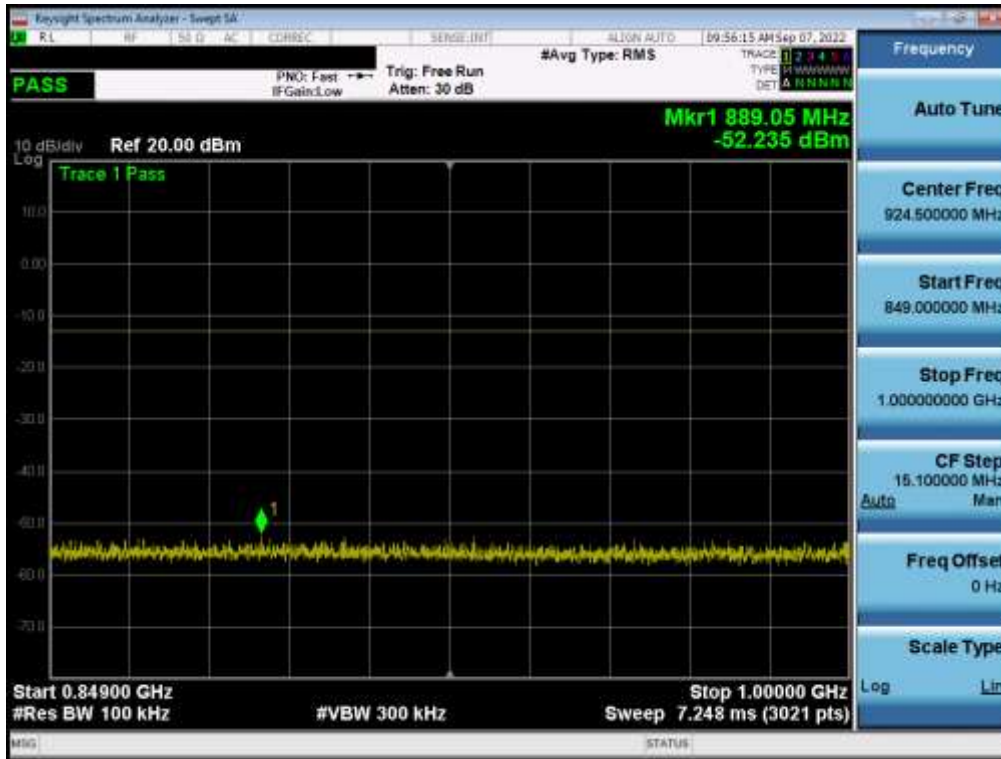 Keysight Spectrum Analyzer - Swept SA
RL RF 50 Ω AC CORREC SENSE:INT ALIGN AUTO 09:56:15 AM Sep 07, 2022
#Avg Type: RMS
TRACE 1 2 3 4 5 6
PASS
PNO: Fast
IFGain:Low
Trig: Free Run
Atten: 30 dB
TYPE
DET A N N N N N
Mkr1 889.05 MHz
-52.235 dBm
10 dB/div
Log
Ref 20.00 dBm
Trace 1 Pass
10.0
0.00
-10.0
-20.0
-30.0
-40.0
-50.0
-60.0
-70.0
1
Start 0.84900 GHz
#Res BW 100 kHz
#VBW 300 kHz
Stop 1.00000 GHz
Sweep 7.248 ms (3021 pts)
MSG
STATUS
Frequency
Auto Tune
Center Freq
924.500000 MHz
Start Freq
849.000000 MHz
Stop Freq
1.000000000 GHz
CF Step
15.100000 MHz
Auto Man
Freq Offset
0 Hz
Scale Type
Log Lin